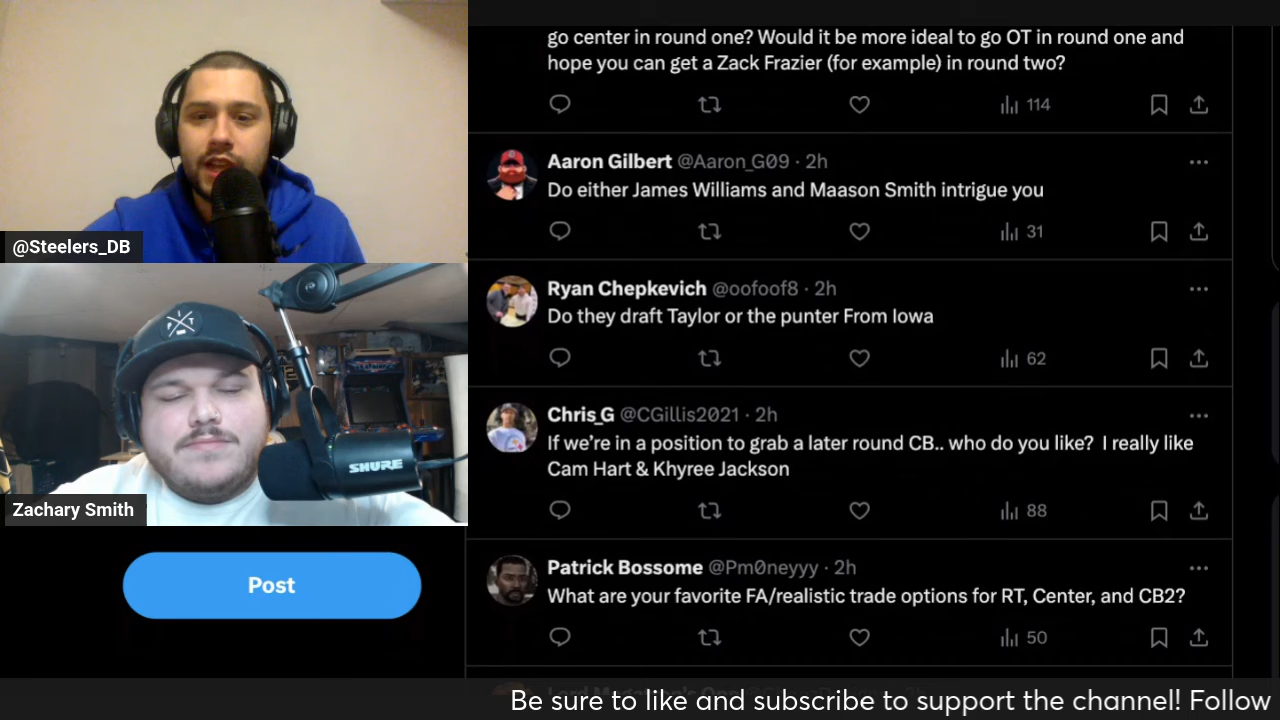 go center in round one? Would it be more ideal to go OT in round one and
hope you can get a Zack Frazier (for example) in round two?
114
Aaron Gilbert @Aaron_G09 · 2h
Do either James Williams and Maason Smith intrigue you
31
@Steelers_DB
Ryan Chepkevich @oofoof8 · 2h
Do they draft Taylor or the punter From Iowa
62
PIT
SHURE
Zachary Smith
Chris_G @CGillis2021 · 2h
If we're in a position to grab a later round CB.. who do you like? I really like
Cam Hart & Khyree Jackson
88
Post
Patrick Bossome @Pm0neyyy · 2h
What are your favorite FA/realistic trade options for RT, Center, and CB2?
50
Be sure to like and subscribe to support the channel! Follow